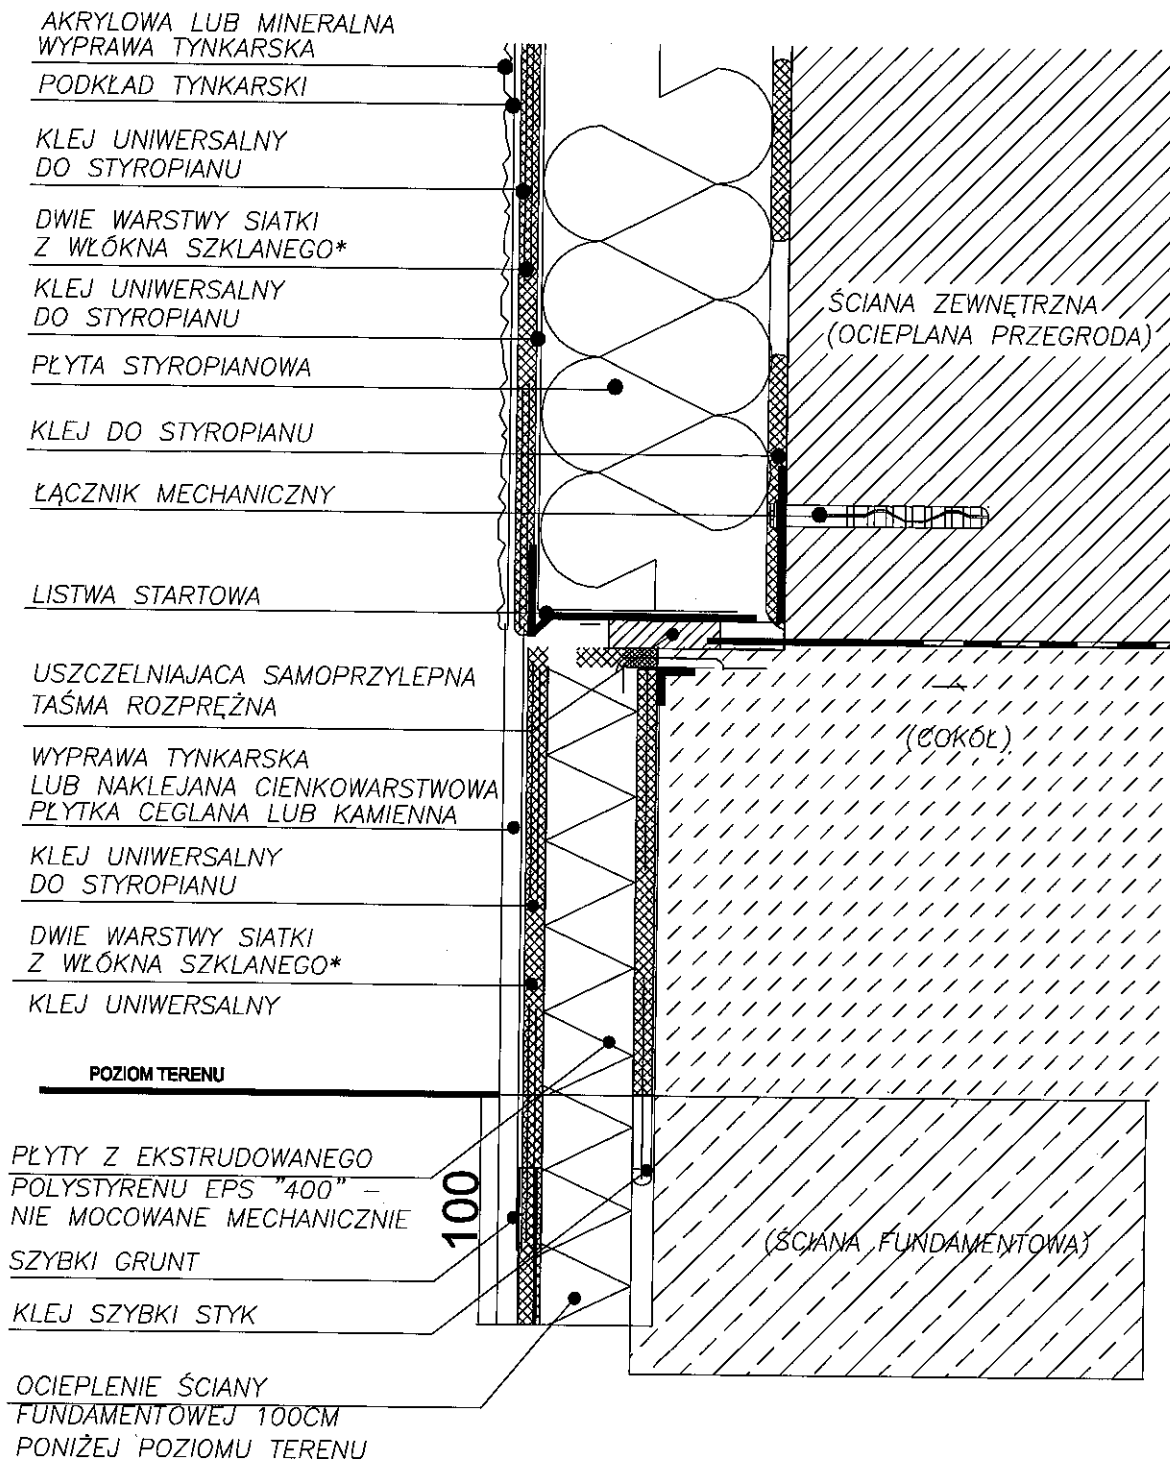 AKRYLOWA LUB MINERALNA
WYPRAWA TYNKARSKA
PODKŁAD TYNKARSKI
KLEJ UNIWERSALNY
DO STYROPIANU
DWIE WARSTWY SIATKI
Z WŁÓKNA SZKLANEGO*
KLEJ UNIWERSALNY
DO STYROPIANU
PŁYTA STYROPIANOWA
KLEJ DO STYROPIANU
ŁĄCZNIK MECHANICZNY
LISTWA STARTOWA
USZCZELNIAJACA SAMOPRZYLEPNA
TAŚMA ROZPRĘŻNA
WYPRAWA TYNKARSKA
LUB NAKLEJANA CIENKOWARSTWOWA
PŁYTKA CEGLANA LUB KAMIENNA
KLEJ UNIWERSALNY
DO STYROPIANU
DWIE WARSTWY SIATKI
Z WŁÓKNA SZKLANEGO*
KLEJ UNIWERSALNY
POZIOM TERENU
PŁYTY Z EKSTRUDOWANEGO
POLYSTYRENU EPS "400" –
NIE MOCOWANE MECHANICZNIE
SZYBKI GRUNT
KLEJ SZYBKI STYK
OCIEPLENIE ŚCIANY
FUNDAMENTOWEJ 100CM
PONIŻEJ POZIOMU TERENU
100
ŚCIANA ZEWNĘTRZNA
(OCIEPLANA PRZEGRODA)
(COKÓŁ)
(ŚCIANA FUNDAMENTOWA)